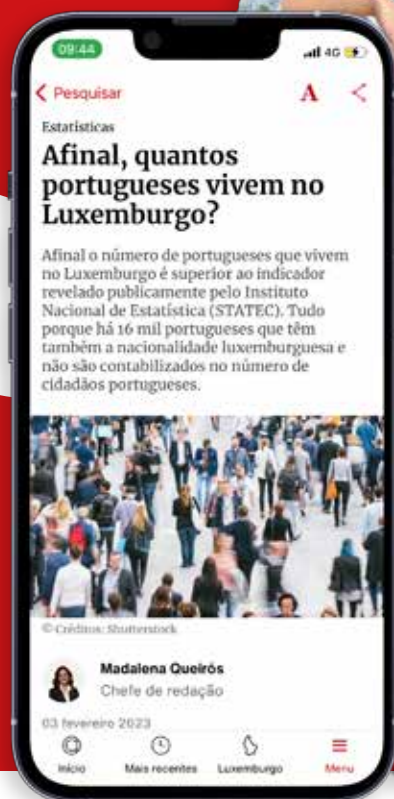 09:44
4G
Pesquisar
A
Estatísticas
Afinal, quantos
portugueses vivem no
Luxemburgo?
Afinal o número de portugueses que vivem
no Luxemburgo é superior ao indicador
revelado publicamente pelo Instituto
Nacional de Estatística (STATEC). Tudo
porque há 16 mil portugueses que têm
também a nacionalidade luxemburguesa e
não são contabilizados no número de
cidadãos portugueses.
© Créditos: Shutterstock
Madalena Queirós
Chefe de redação
03 fevereiro 2023
Início Mais recentes Luxemburgo Menu